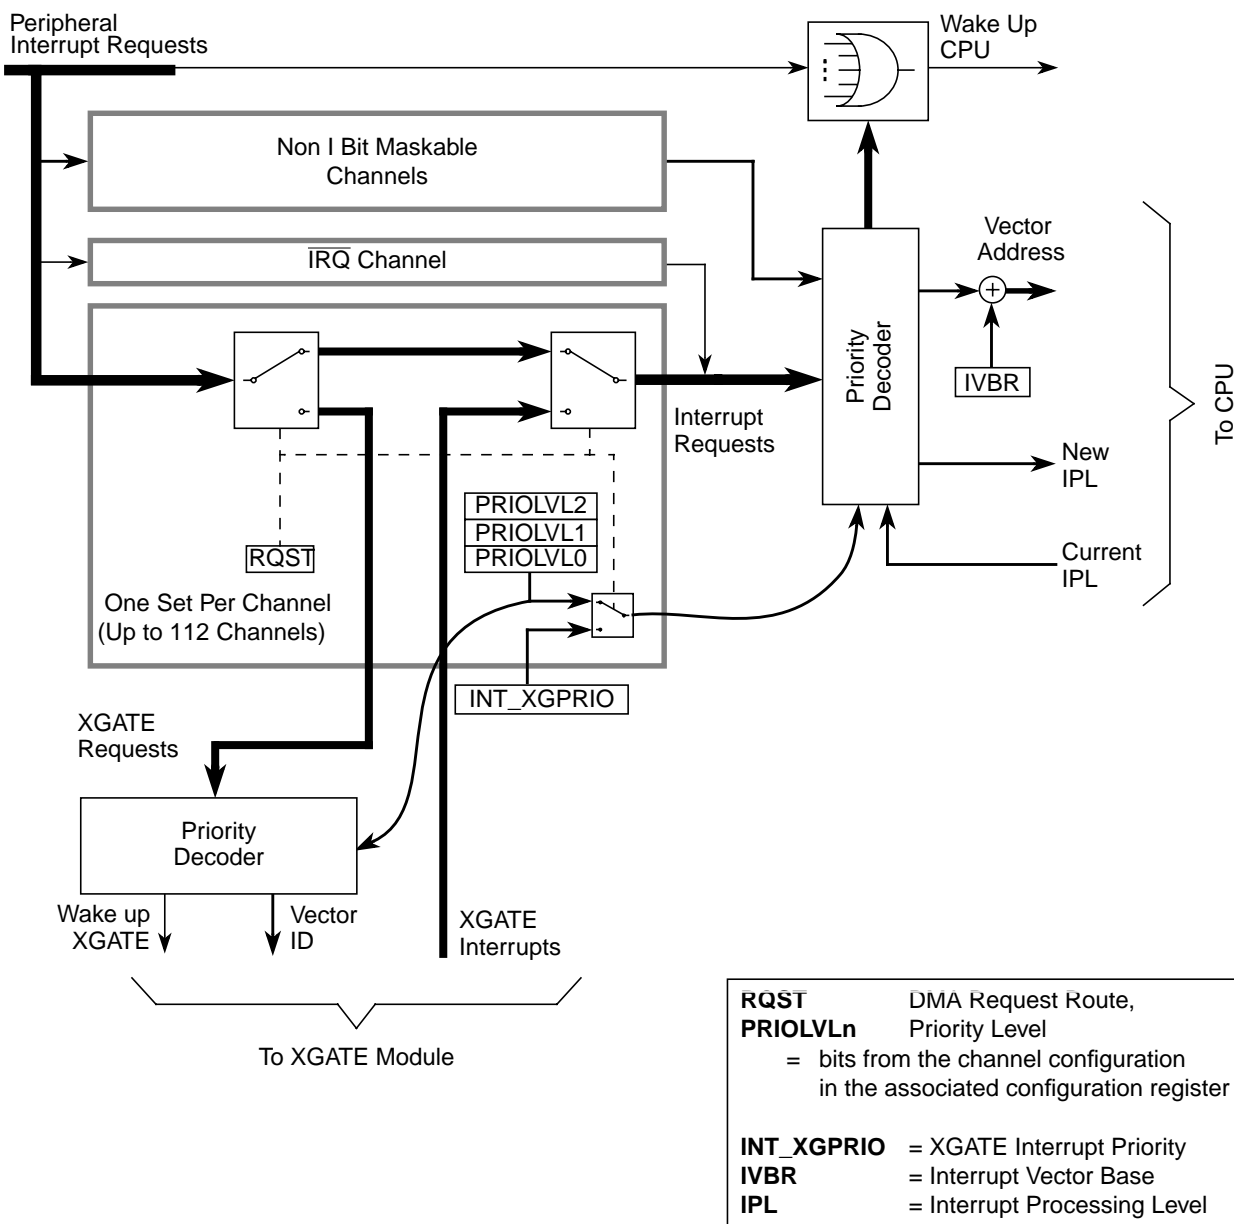 Peripheral
Interrupt Requests
Wake Up
CPU
Non I Bit Maskable
Channels
IRQ Channel
Vector
Address
Priority
Decoder
IVBR
To CPU
Interrupt
Requests
New
IPL
PRIOLVL2
PRIOLVL1
PRIOLVL0
RQST
Current
IPL
One Set Per Channel
(Up to 112 Channels)
INT_XGPRIO
XGATE
Requests
Priority
Decoder
Wake up
XGATE
Vector
ID
XGATE
Interrupts
To XGATE Module
RQST DMA Request Route,
PRIOLVLn Priority Level
= bits from the channel configuration
in the associated configuration register
INT_XGPRIO = XGATE Interrupt Priority
IVBR = Interrupt Vector Base
IPL = Interrupt Processing Level